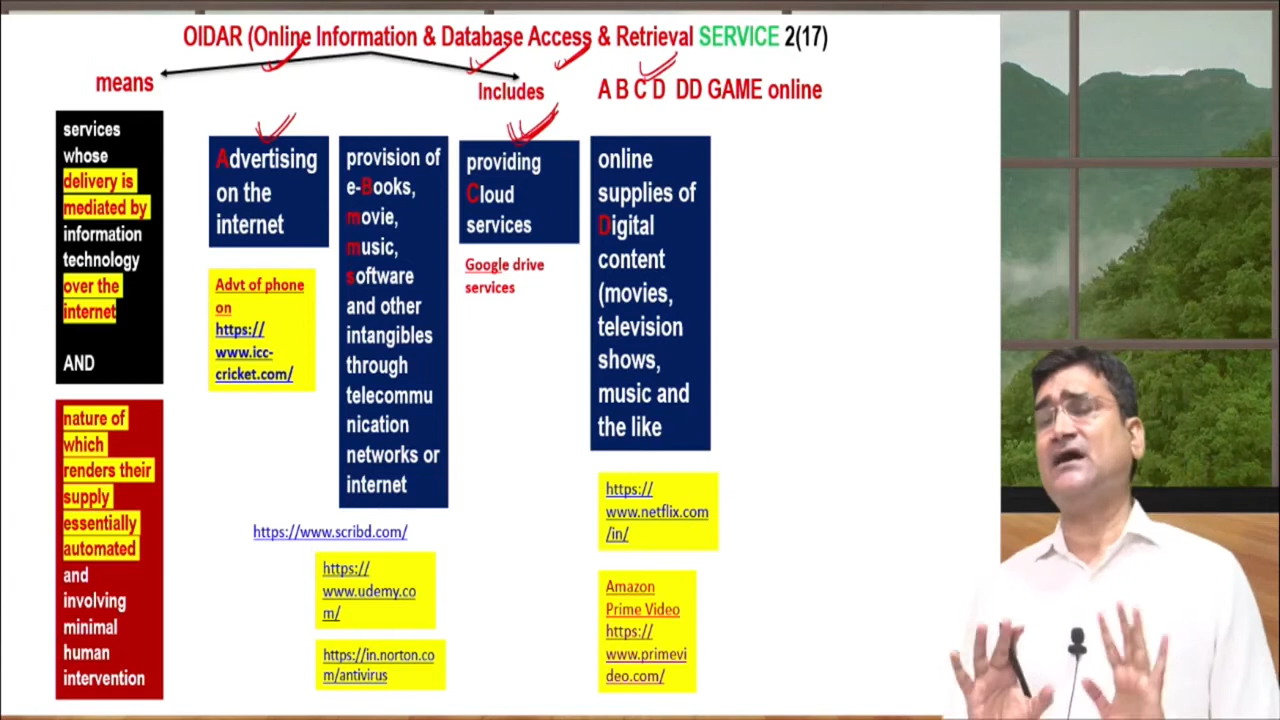 OIDAR (Online Information & Database Access & Retrieval SERVICE 2(17)
means
Includes
A B C D DD GAME online
services
whose
delivery is
mediated by
information
technology
over the
internet
AND
nature of
which
renders their
supply
essentially
automated
and
involving
minimal
human
intervention
Advertising
on the
internet
Advt of phone
on
https://
www.icc-
cricket.com/
provision of
e-Books,
movie,
music,
software
and other
intangibles
through
telecommu
nication
networks or
internet
https://www.scribd.com/
https://
www.udemy.co
m/
https://in.norton.co
m/antivirus
providing
Cloud
services
Google drive
services
online
supplies of
Digital
content
(movies,
television
shows,
music and
the like
https://
www.netflix.com
/in/
Amazon
Prime Video
https://
www.primevi
deo.com/